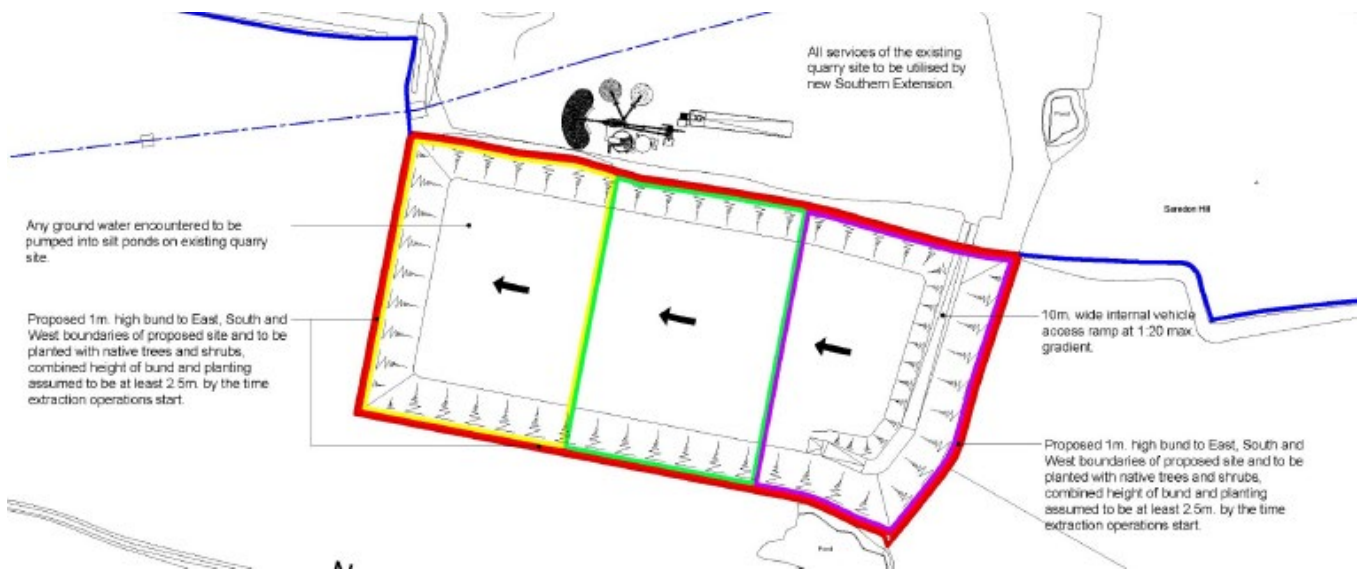 All services of the existing
quarry site to be utilised by
new Southern Extension.
Pond
Saredon Hill
Any ground water encountered to be
pumped into silt ponds on existing quarry
site.
Proposed 1m. high bund to East, South and
West boundaries of proposed site and to be
planted with native trees and shrubs,
combined height of bund and planting
assumed to be at least 2.5m. by the time
extraction operations start.
10m. wide internal vehicle
access ramp at 1:20 max.
gradient.
Proposed 1m. high bund to East, South and
West boundaries of proposed site and to be
planted with native trees and shrubs,
combined height of bund and planting
assumed to be at least 2.5m. by the time
extraction operations start.
Pond